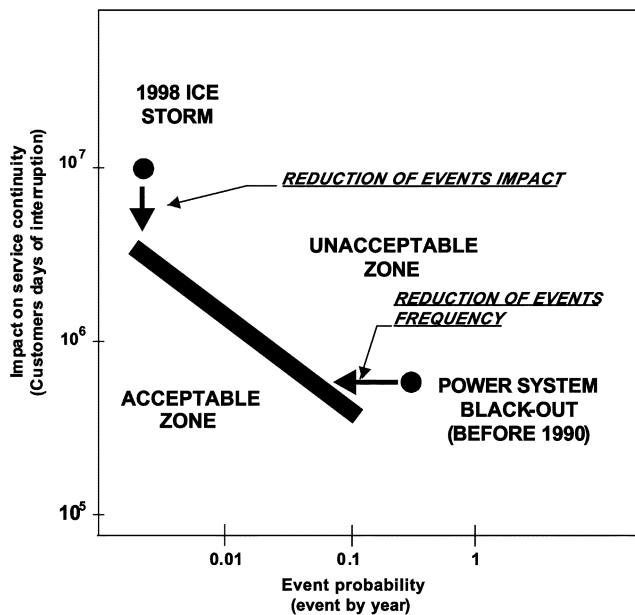 1998 ICE
STORM
10⁷
REDUCTION OF EVENTS IMPACT
UNACCEPTABLE
ZONE
REDUCTION OF EVENTS
FREQUENCY
10⁶
ACCEPTABLE
ZONE
POWER SYSTEM
BLACK-OUT
(BEFORE 1990)
10⁵
Impact on service continuity
(Customers days of interruption)
0.01 0.1 1
Event probability
(event by year)